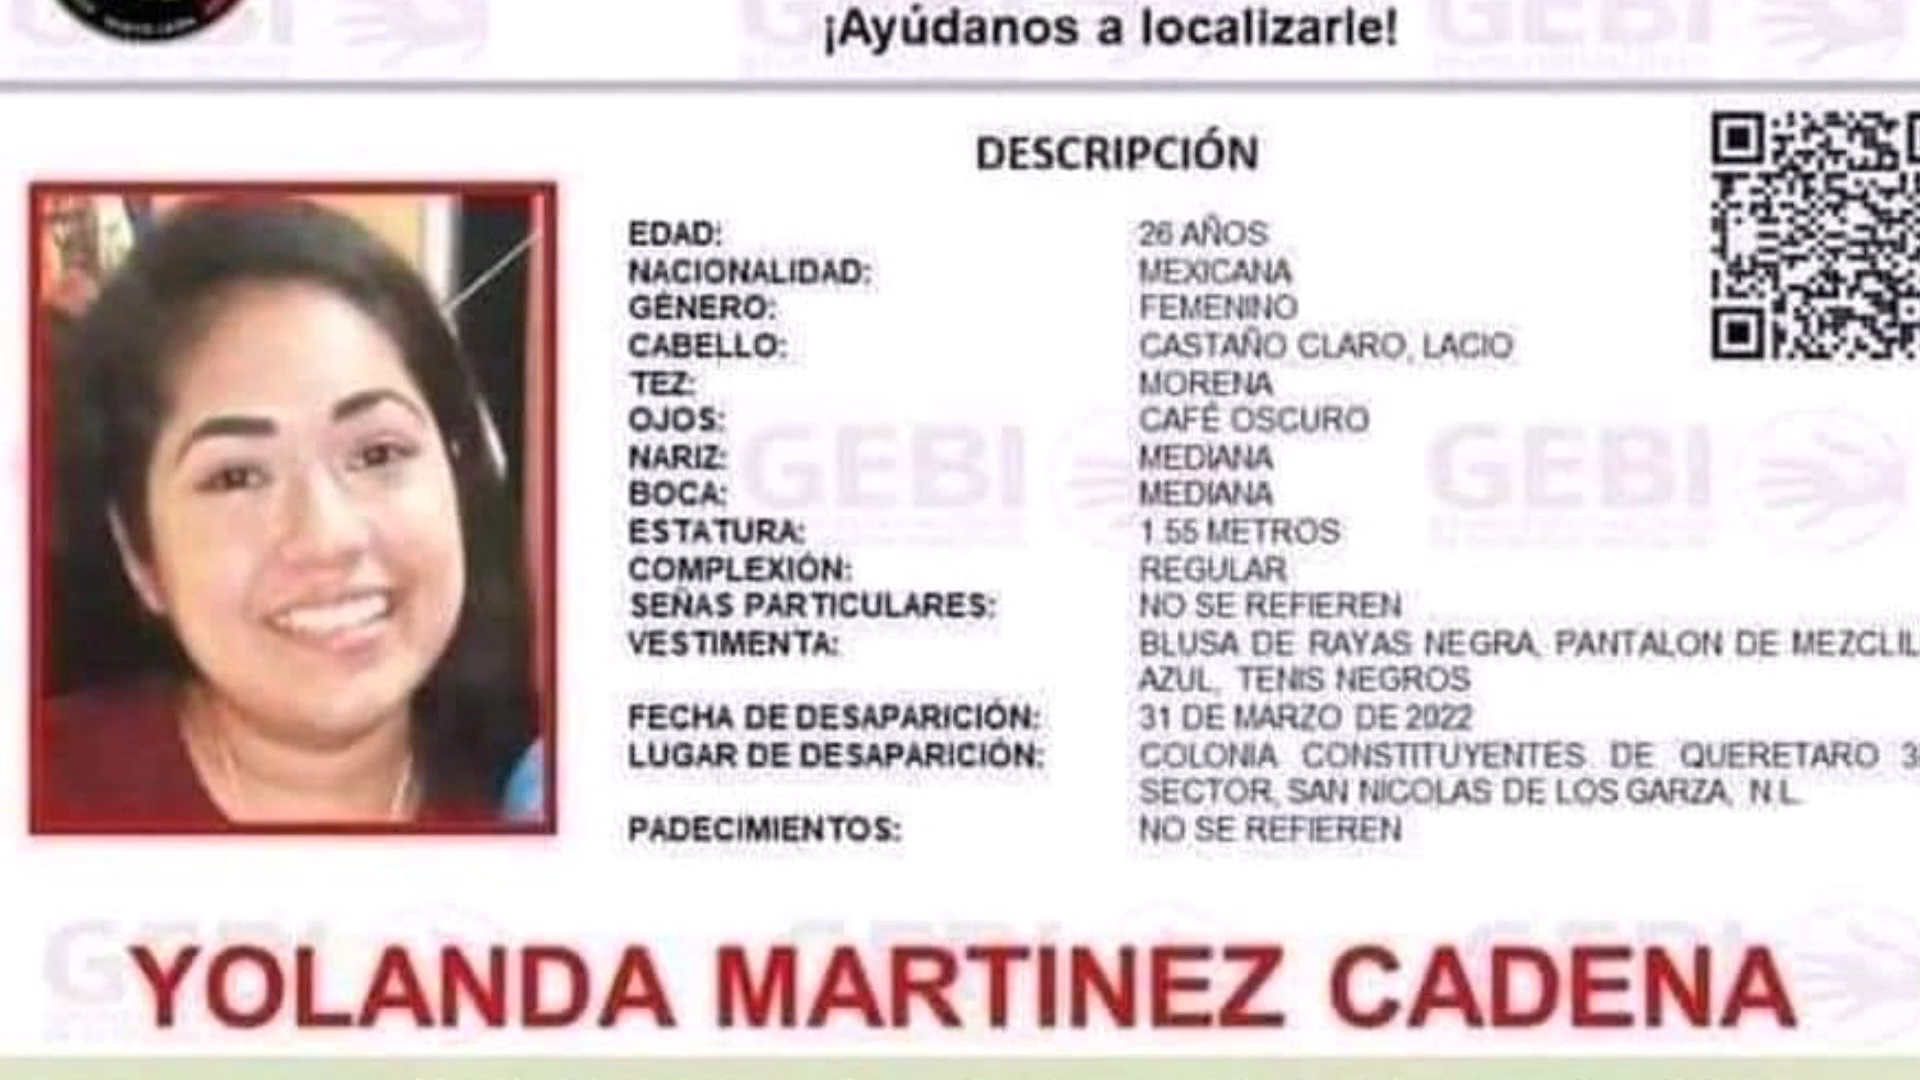 ¡Ayúdanos a localizarle!
DESCRIPCIÓN
EDAD: 26 AÑOS
NACIONALIDAD: MEXICANA
GÉNERO: FEMENINO
CABELLO: CASTAÑO CLARO, LACIO
TEZ: MORENA
OJOS: CAFÉ OSCURO
NARIZ: MEDIANA
BOCA: MEDIANA
ESTATURA: 1.55 METROS
COMPLEXIÓN: REGULAR
SEÑAS PARTICULARES: NO SE REFIEREN
VESTIMENTA: BLUSA DE RAYAS NEGRA, PANTALON DE MEZCLIL
AZUL, TENIS NEGROS
FECHA DE DESAPARICIÓN: 31 DE MARZO DE 2022
LUGAR DE DESAPARICIÓN: COLONIA CONSTITUYENTES DE QUERETARO 3
SECTOR, SAN NICOLAS DE LOS GARZA, N.L.
PADECIMIENTOS: NO SE REFIEREN
GEBI
YOLANDA MARTINEZ CADENA